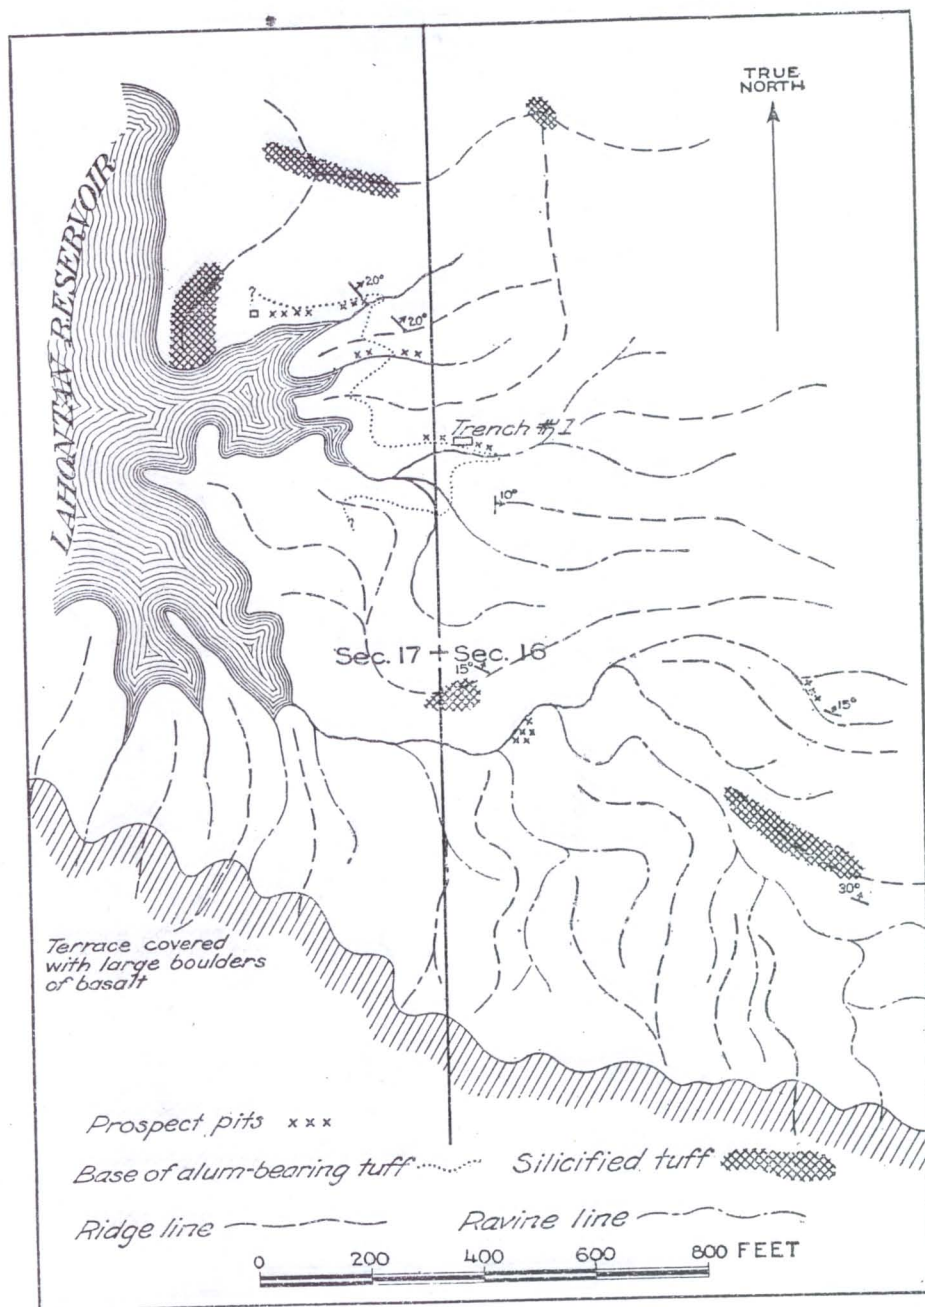 TRUE
NORTH
LAHONTAN RESERVOIR
?
20°
20°
Trench #1
10°
?
Sec. 17
Sec. 16
15°
15°
30°
Terrace covered
with large boulders
of basalt
Prospect pits x x x
Base of alum-bearing tuff
Silicified tuff
Ridge line
Ravine line
0 200 400 600 800 FEET